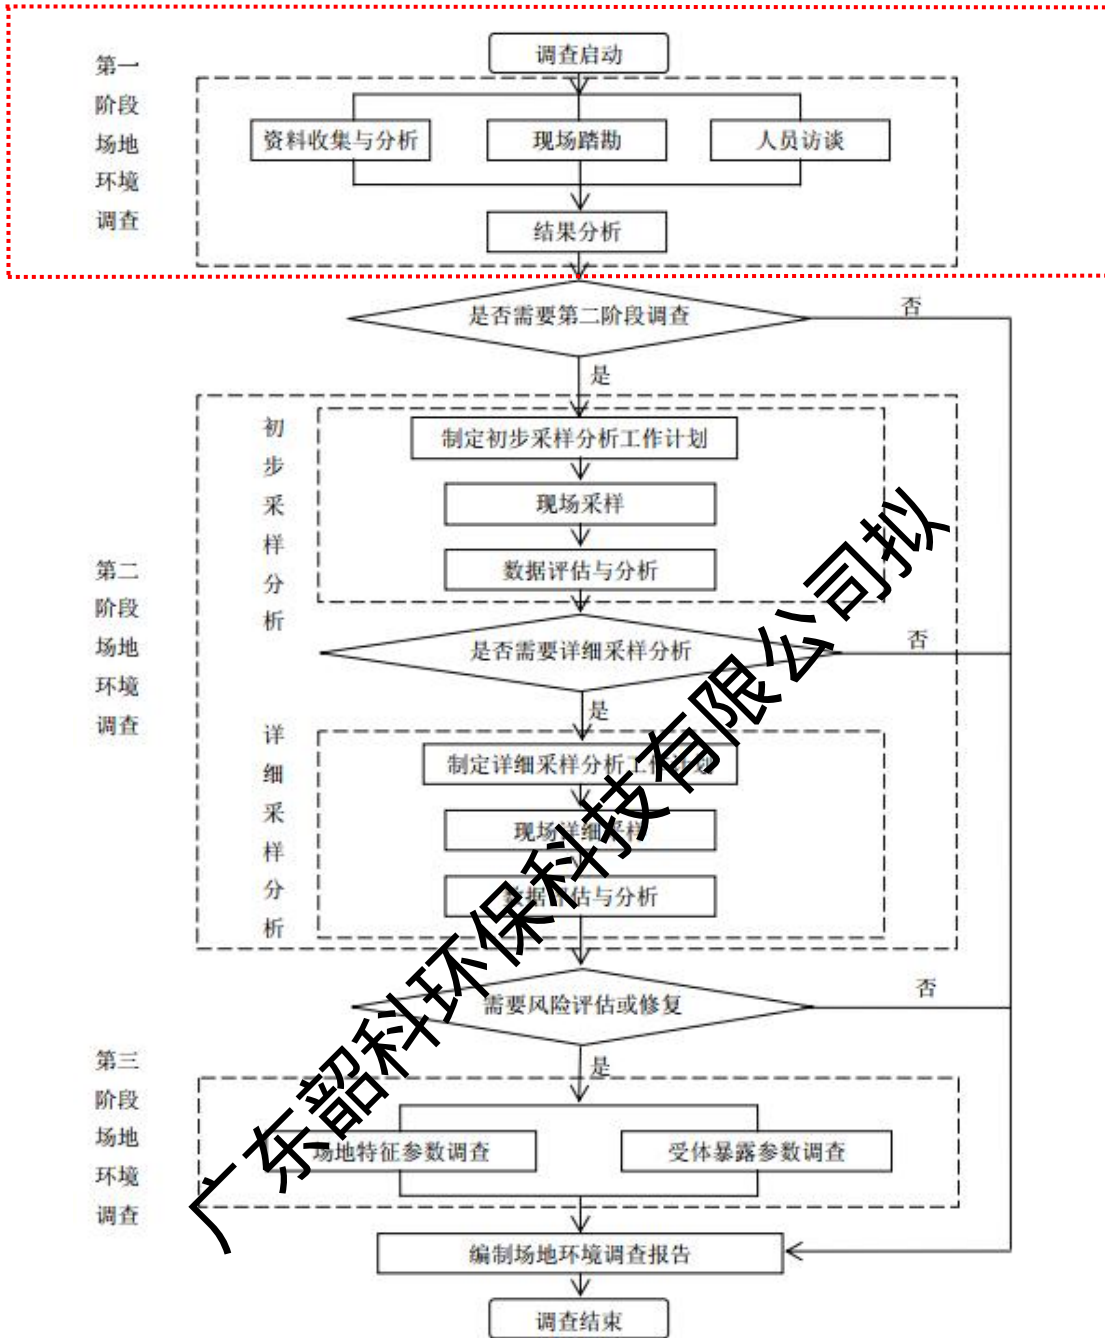 调查启动
第一
阶段
场地
环境
调查
资料收集与分析
现场踏勘
人员访谈
结果分析
是否需要第二阶段调查
否
是
初
步
采
样
分
析
制定初步采样分析工作计划
现场采样
数据评估与分析
第二
阶段
场地
环境
调查
是否需要详细采样分析
否
是
详
细
采
样
分
析
制定详细采样分析工作计划
现场详细采样
数据评估与分析
需要风险评估或修复
否
是
第三
阶段
场地
环境
调查
场地特征参数调查
受体暴露参数调查
编制场地环境调查报告
调查结束
广东韶科环保科技有限公司拟